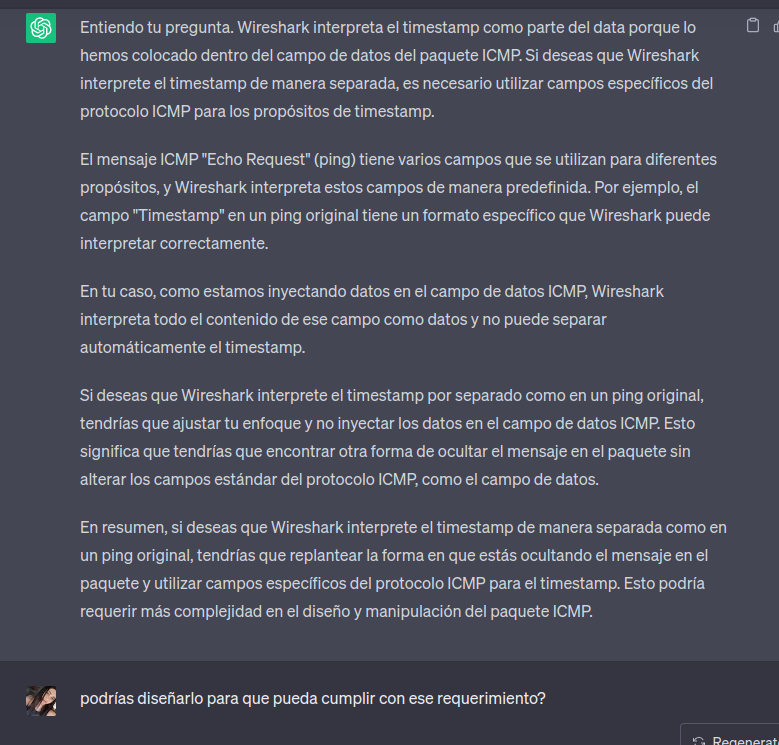 Entiendo tu pregunta. Wireshark interpreta el timestamp como parte del data porque lo
hemos colocado dentro del campo de datos del paquete ICMP. Si deseas que Wireshark
interprete el timestamp de manera separada, es necesario utilizar campos específicos del
protocolo ICMP para los propósitos de timestamp.
El mensaje ICMP "Echo Request" (ping) tiene varios campos que se utilizan para diferentes
propósitos, y Wireshark interpreta estos campos de manera predefinida. Por ejemplo, el
campo "Timestamp" en un ping original tiene un formato específico que Wireshark puede
interpretar correctamente.
En tu caso, como estamos inyectando datos en el campo de datos ICMP, Wireshark
interpreta todo el contenido de ese campo como datos y no puede separar
automáticamente el timestamp.
Si deseas que Wireshark interprete el timestamp por separado como en un ping original,
tendrías que ajustar tu enfoque y no inyectar los datos en el campo de datos ICMP. Esto
significa que tendrías que encontrar otra forma de ocultar el mensaje en el paquete sin
alterar los campos estándar del protocolo ICMP, como el campo de datos.
En resumen, si deseas que Wireshark interprete el timestamp de manera separada como en
un ping original, tendrías que replantear la forma en que estás ocultando el mensaje en el
paquete y utilizar campos específicos del protocolo ICMP para el timestamp. Esto podría
requerir más complejidad en el diseño y manipulación del paquete ICMP.
podrías diseñarlo para que pueda cumplir con ese requerimiento?
Regenerat